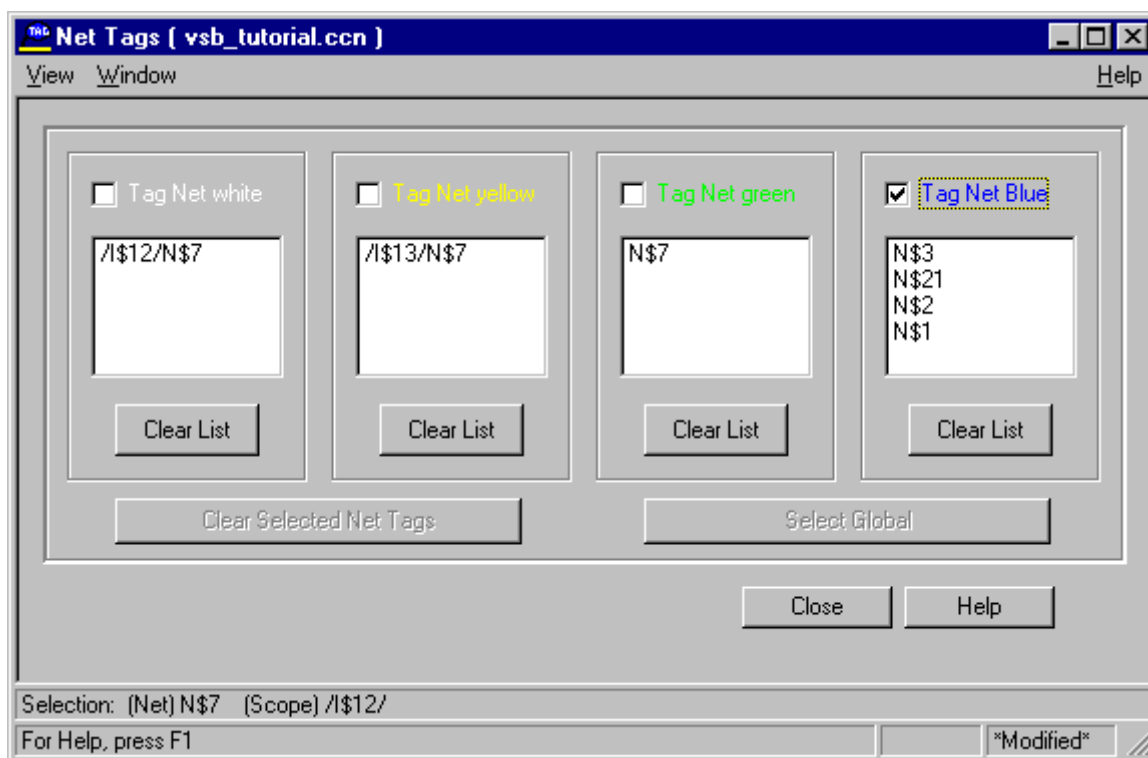 TAG
Net Tags ( vsb_tutorial.ccn )
View Window Help
Tag Net white
Tag Net yellow
Tag Net green
Tag Net Blue
/I$12/N$7
/I$13/N$7
N$7
N$3
N$21
N$2
N$1
Clear List
Clear List
Clear List
Clear List
Clear Selected Net Tags
Select Global
Close
Help
Selection: (Net) N$7 (Scope) /I$12/
For Help, press F1
*Modified*